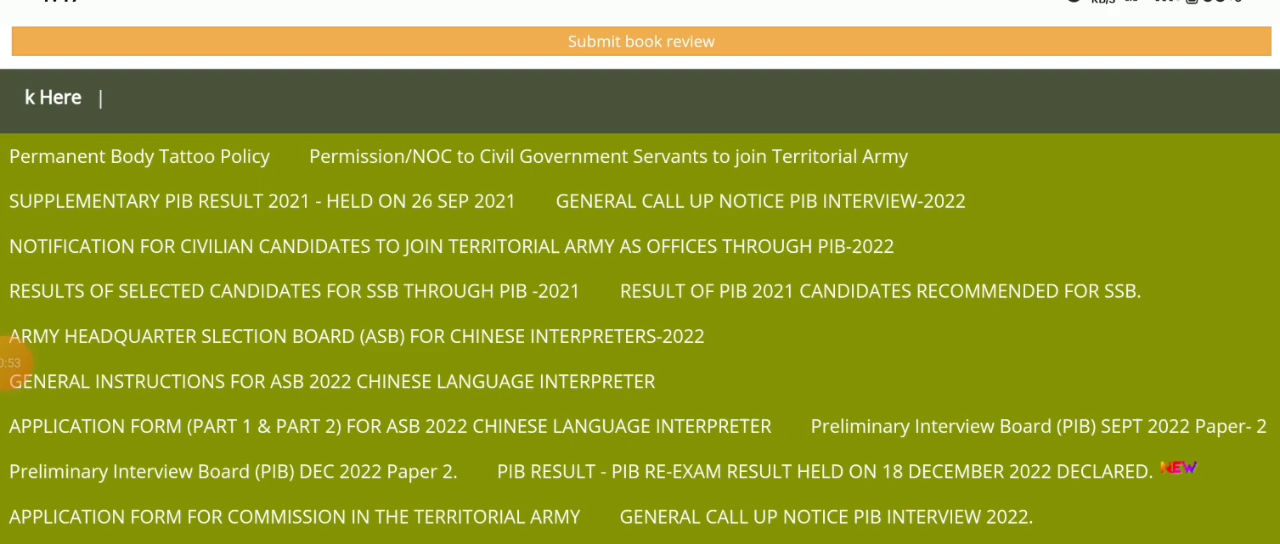 Submit book review
k Here |
Permanent Body Tattoo Policy Permission/NOC to Civil Government Servants to join Territorial Army
SUPPLEMENTARY PIB RESULT 2021 - HELD ON 26 SEP 2021 GENERAL CALL UP NOTICE PIB INTERVIEW-2022
NOTIFICATION FOR CIVILIAN CANDIDATES TO JOIN TERRITORIAL ARMY AS OFFICES THROUGH PIB-2022
RESULTS OF SELECTED CANDIDATES FOR SSB THROUGH PIB -2021 RESULT OF PIB 2021 CANDIDATES RECOMMENDED FOR SSB.
ARMY HEADQUARTER SLECTION BOARD (ASB) FOR CHINESE INTERPRETERS-2022
0:53
GENERAL INSTRUCTIONS FOR ASB 2022 CHINESE LANGUAGE INTERPRETER
APPLICATION FORM (PART 1 & PART 2) FOR ASB 2022 CHINESE LANGUAGE INTERPRETER Preliminary Interview Board (PIB) SEPT 2022 Paper- 2
Preliminary Interview Board (PIB) DEC 2022 Paper 2. PIB RESULT - PIB RE-EXAM RESULT HELD ON 18 DECEMBER 2022 DECLARED. NEW
APPLICATION FORM FOR COMMISSION IN THE TERRITORIAL ARMY GENERAL CALL UP NOTICE PIB INTERVIEW 2022.